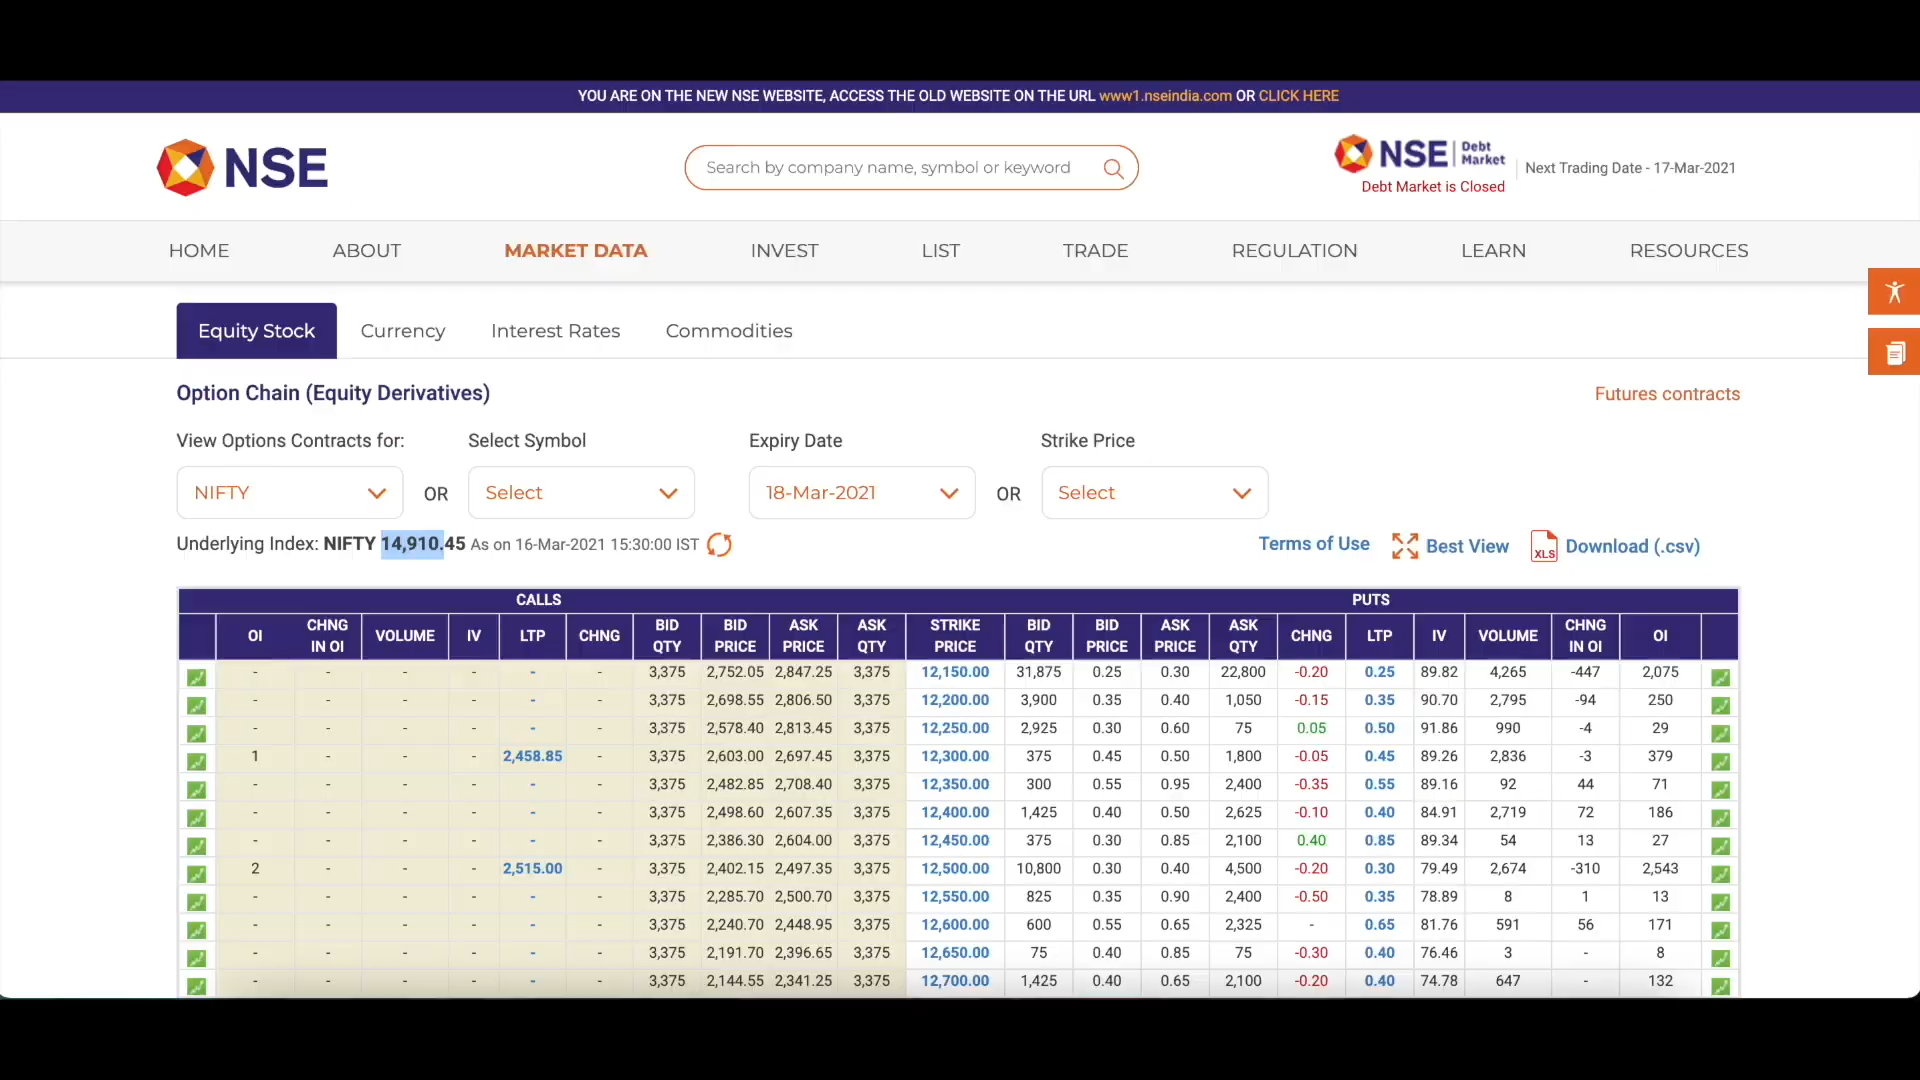 YOU ARE ON THE NEW NSE WEBSITE, ACCESS THE OLD WEBSITE ON THE URL www1.nseindia.com OR CLICK HERE
NSE
Search by company name, symbol or keyword
NSE Debt Market
Debt Market is Closed
Next Trading Date - 17-Mar-2021
HOME ABOUT MARKET DATA INVEST LIST TRADE REGULATION LEARN RESOURCES
Equity Stock Currency Interest Rates Commodities
Option Chain (Equity Derivatives) Futures contracts
View Options Contracts for: Select Symbol Expiry Date Strike Price
NIFTY OR Select 18-Mar-2021 OR Select
Underlying Index: NIFTY 14,910.45 As on 16-Mar-2021 15:30:00 IST Terms of Use Best View XLS Download (.csv)
CALLS PUTS
OI CHNG IN OI VOLUME IV LTP CHNG BID QTY BID PRICE ASK PRICE ASK QTY STRIKE PRICE BID QTY BID PRICE ASK PRICE ASK QTY CHNG LTP IV VOLUME CHNG IN OI OI
- - - - - - 3,375 2,752.05 2,847.25 3,375 12,150.00 31,875 0.25 0.30 22,800 -0.20 0.25 89.82 4,265 -447 2,075
- - - - - - 3,375 2,698.55 2,806.50 3,375 12,200.00 3,900 0.35 0.40 1,050 -0.15 0.35 90.70 2,795 -94 250
- - - - - - 3,375 2,578.40 2,813.45 3,375 12,250.00 2,925 0.30 0.60 75 0.05 0.50 91.86 990 -4 29
1 - - - 2,458.85 - 3,375 2,603.00 2,697.45 3,375 12,300.00 375 0.45 0.50 1,800 -0.05 0.45 89.26 2,836 -3 379
- - - - - - 3,375 2,482.85 2,708.40 3,375 12,350.00 300 0.55 0.95 2,400 -0.35 0.55 89.16 92 44 71
- - - - - - 3,375 2,498.60 2,607.35 3,375 12,400.00 1,425 0.40 0.50 2,625 -0.10 0.40 84.91 2,719 72 186
- - - - - - 3,375 2,386.30 2,604.00 3,375 12,450.00 375 0.30 0.85 2,100 0.40 0.85 89.34 54 13 27
2 - - - 2,515.00 - 3,375 2,402.15 2,497.35 3,375 12,500.00 10,800 0.30 0.40 4,500 -0.20 0.30 79.49 2,674 -310 2,543
- - - - - - 3,375 2,285.70 2,500.70 3,375 12,550.00 825 0.35 0.90 2,400 -0.50 0.35 78.89 8 1 13
- - - - - - 3,375 2,240.70 2,448.95 3,375 12,600.00 600 0.55 0.65 2,325 - 0.65 81.76 591 56 171
- - - - - - 3,375 2,191.70 2,396.65 3,375 12,650.00 75 0.40 0.85 75 -0.30 0.40 76.46 3 - 8
- - - - - - 3,375 2,144.55 2,341.25 3,375 12,700.00 1,425 0.40 0.65 2,100 -0.20 0.40 74.78 647 - 132